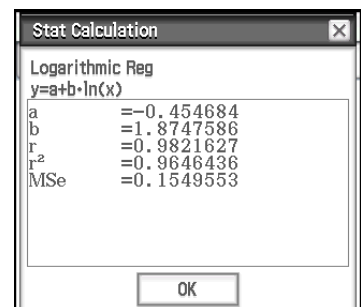 Stat Calculation
Logarithmic Reg
y=a+b·ln(x)
a =-0.454684
b =1.8747586
r =0.9821627
r² =0.9646436
MSe =0.1549553
OK